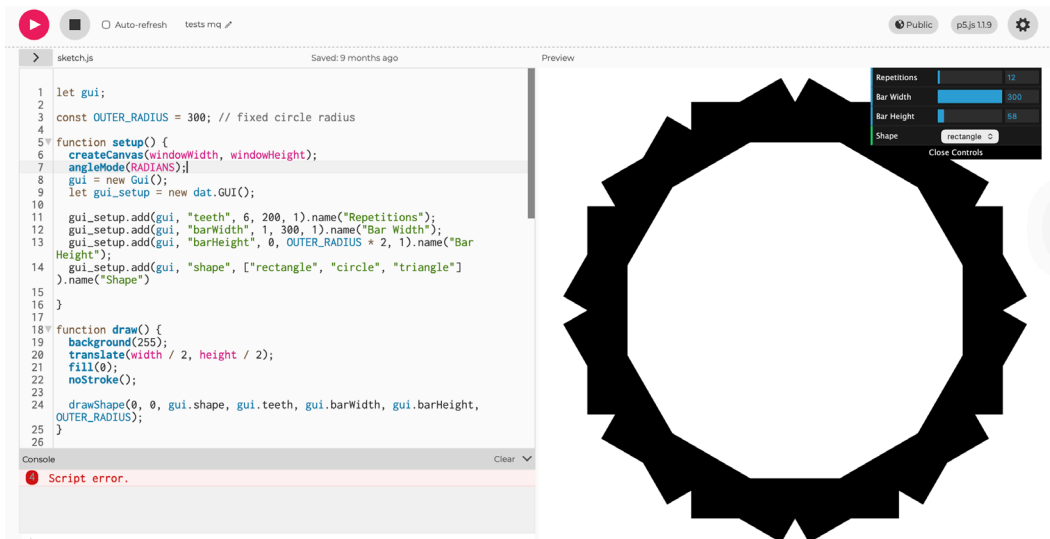 Auto-refresh tests mq Public p5.js 1.1.9
sketch.js Saved: 9 months ago Preview
1 let gui;
2
3 const OUTER_RADIUS = 300; // fixed circle radius
4
5 function setup() {
6 createCanvas(windowWidth, windowHeight);
7 angleMode(RADIANS);
8 gui = new Gui();
9 let gui_setup = new dat.GUI();
10
11 gui_setup.add(gui, "teeth", 6, 200, 1).name("Repetitions");
12 gui_setup.add(gui, "barWidth", 1, 300, 1).name("Bar Width");
13 gui_setup.add(gui, "barHeight", 0, OUTER_RADIUS * 2, 1).name("Bar
Height");
14 gui_setup.add(gui, "shape", ["rectangle", "circle", "triangle"]
).name("Shape")
15
16 }
17
18 function draw() {
19 background(255);
20 translate(width / 2, height / 2);
21 fill(0);
22 noStroke();
23
24 drawShape(0, 0, gui.shape, gui.teeth, gui.barWidth, gui.barHeight,
OUTER_RADIUS);
25 }
26
Console Clear
4 Script error.
Repetitions 12
Bar Width 300
Bar Height 58
Shape rectangle
Close Controls